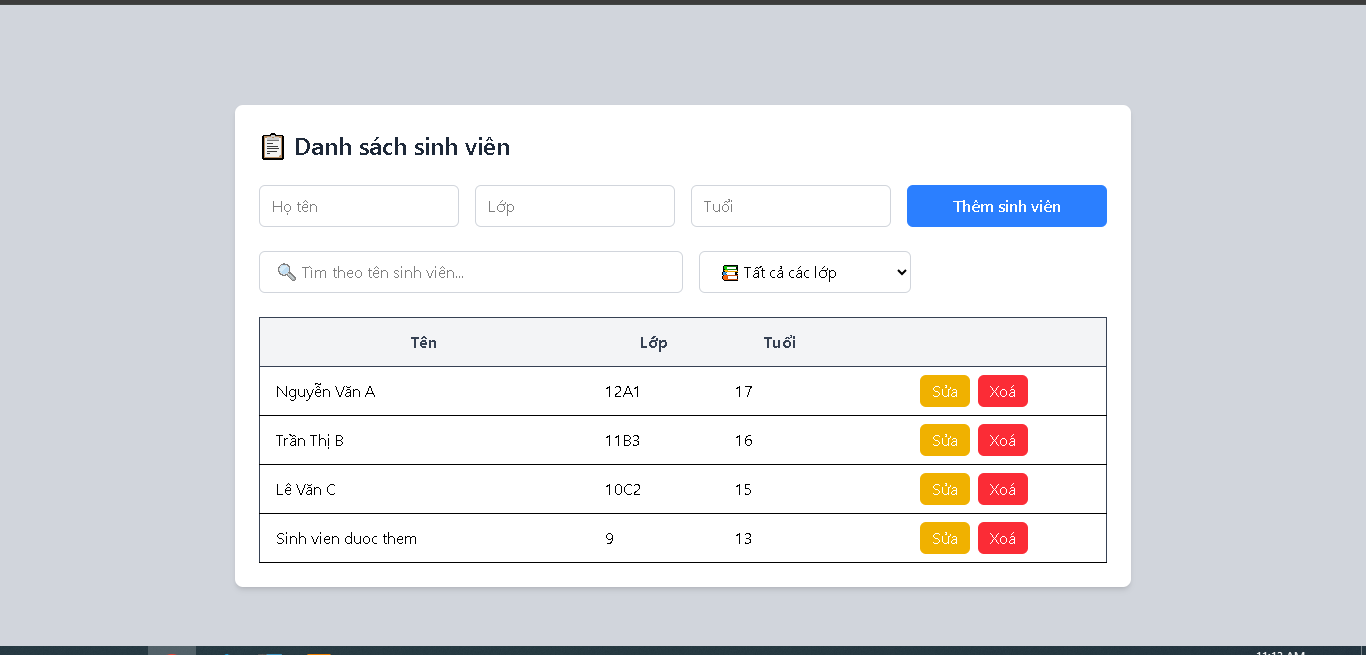 📋 Danh sách sinh viên
Họ tên Lớp Tuổi Thêm sinh viên
🔍 Tìm theo tên sinh viên... 📚 Tất cả các lớp
Tên Lớp Tuổi
Nguyễn Văn A 12A1 17 Sửa Xoá
Trần Thị B 11B3 16 Sửa Xoá
Lê Văn C 10C2 15 Sửa Xoá
Sinh vien duoc them 9 13 Sửa Xoá